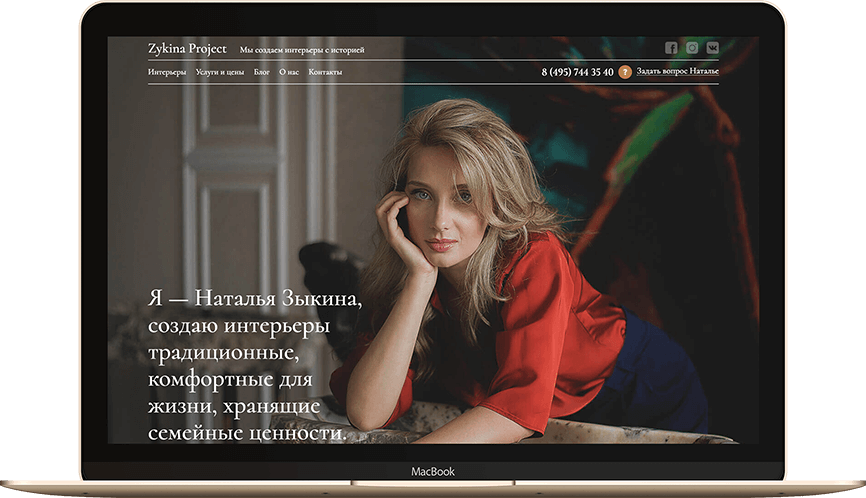 Zykina Project Мы создаем интерьеры с историей
Интерьеры Услуги и цены Блог О нас Контакты 8 (495) 744 35 40 ? Задать вопрос Наталье
Я — Наталья Зыкина,
создаю интерьеры
традиционные,
комфортные для
жизни, хранящие
семейные ценности.
MacBook